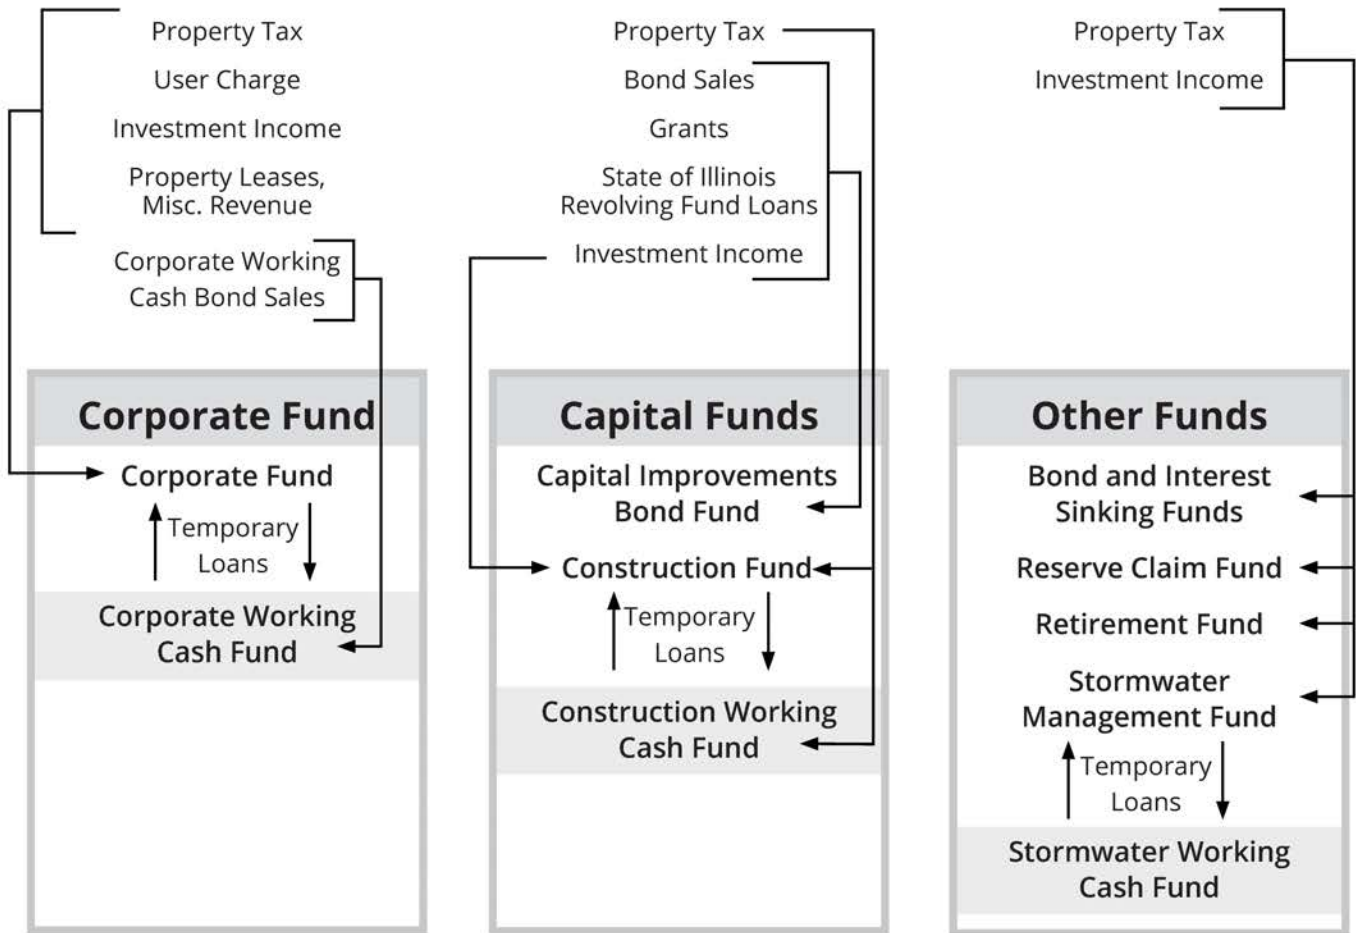 Property Tax
User Charge
Investment Income
Property Leases,
Misc. Revenue
Corporate Working
Cash Bond Sales
Corporate Fund
Corporate Fund
Temporary
Loans
Corporate Working
Cash Fund
Property Tax
Bond Sales
Grants
State of Illinois
Revolving Fund Loans
Investment Income
Capital Funds
Capital Improvements
Bond Fund
Construction Fund
Temporary
Loans
Construction Working
Cash Fund
Property Tax
Investment Income
Other Funds
Bond and Interest
Sinking Funds
Reserve Claim Fund
Retirement Fund
Stormwater
Management Fund
Temporary
Loans
Stormwater Working
Cash Fund